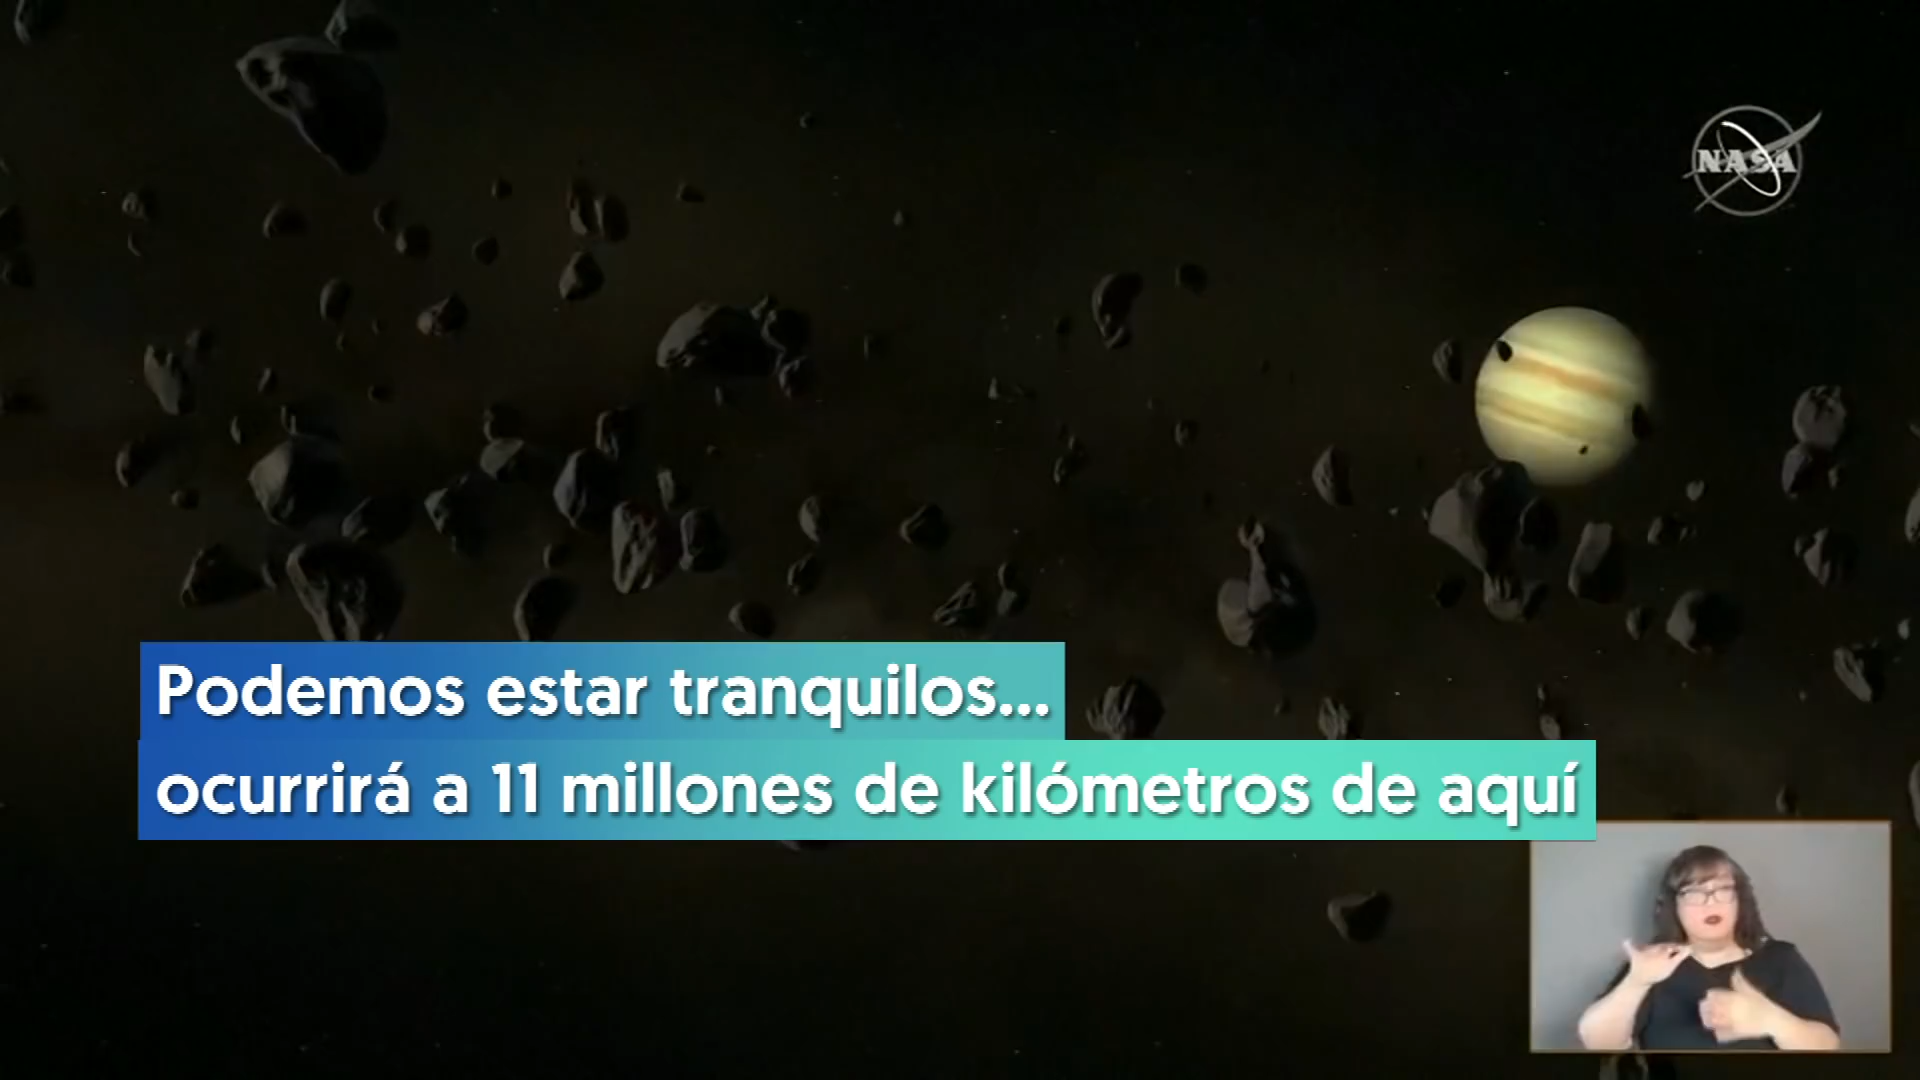 NASA
Podemos estar tranquilos...
ocurrirá a 11 millones de kilómetros de aquí